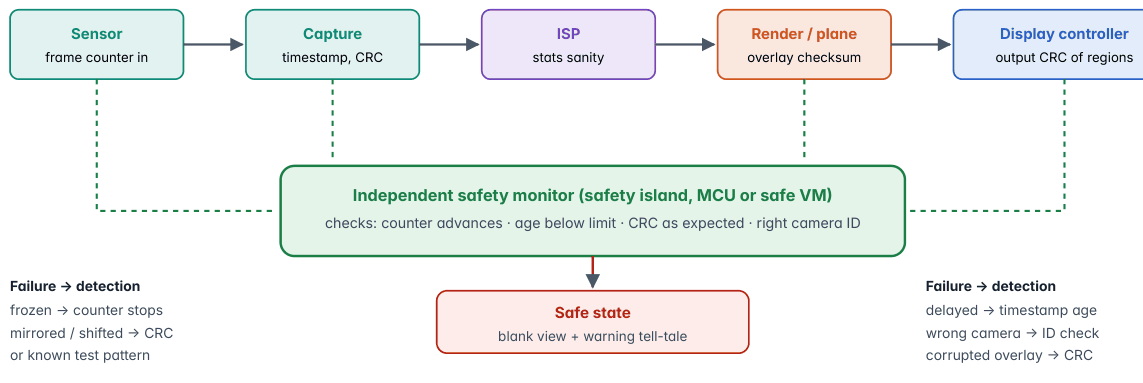 Sensor
frame counter in
Capture
timestamp, CRC
ISP
stats sanity
Render / plane
overlay checksum
Display controller
output CRC of regions
Independent safety monitor (safety island, MCU or safe VM)
checks: counter advances · age below limit · CRC as expected · right camera ID
Safe state
blank view + warning tell-tale
Failure → detection
frozen → counter stops
mirrored / shifted → CRC
or known test pattern
Failure → detection
delayed → timestamp age
wrong camera → ID check
corrupted overlay → CRC